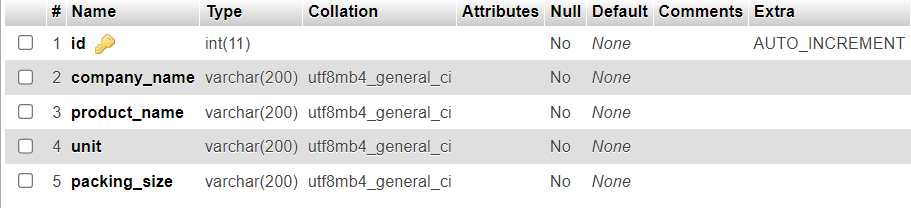 # Name Type Collation Attributes Null Default Comments Extra
1 id int(11) No None AUTO_INCREMENT
2 company_name varchar(200) utf8mb4_general_ci No None
3 product_name varchar(200) utf8mb4_general_ci No None
4 unit varchar(200) utf8mb4_general_ci No None
5 packing_size varchar(200) utf8mb4_general_ci No None